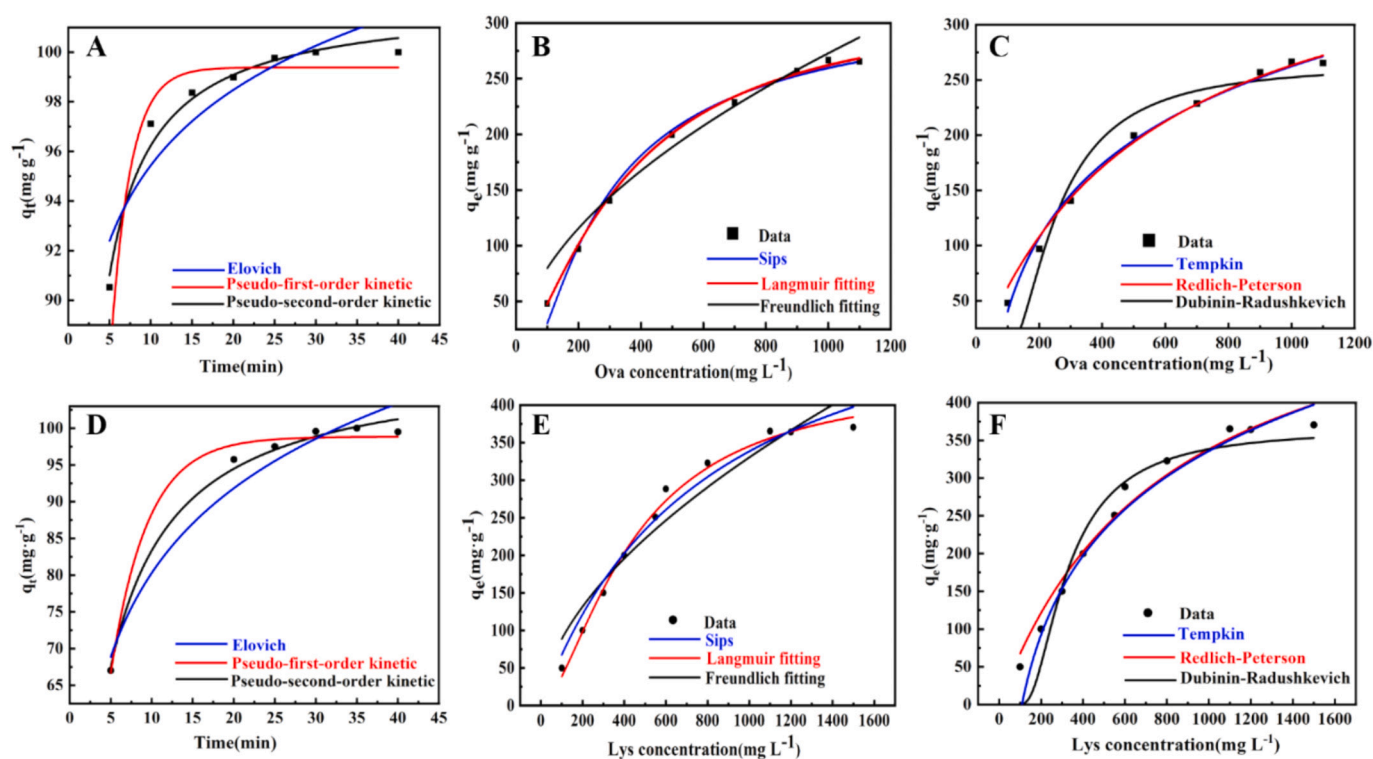 A
q_t(mg g⁻¹)
100
98
96
94
92
90
Elovich
Pseudo-first-order kinetic
Pseudo-second-order kinetic
0 5 10 15 20 25 30 35 40 45
Time(min)
B
q_e(mg g⁻¹)
300
250
200
150
100
50
Data
Sips
Langmuir fitting
Freundlich fitting
0 200 400 600 800 1000 1200
Ova concentration(mg L⁻¹)
C
q_e(mg g⁻¹)
300
250
200
150
100
50
Data
Tempkin
Redlich-Peterson
Dubinin-Radushkevich
0 200 400 600 800 1000 1200
Ova concentration(mg L⁻¹)
D
q_t(mg·g⁻¹)
100
95
90
85
80
75
70
65
Elovich
Pseudo-first-order kinetic
Pseudo-second-order kinetic
0 5 10 15 20 25 30 35 40 45
Time(min)
E
q_e(mg·g⁻¹)
400
350
300
250
200
150
100
50
0
Data
Sips
Langmuir fitting
Freundlich fitting
0 200 400 600 800 1000 1200 1400 1600
Lys concentration(mg L⁻¹)
F
q_e(mg·g⁻¹)
400
350
300
250
200
150
100
50
0
Data
Tempkin
Redlich-Peterson
Dubinin-Radushkevich
0 200 400 600 800 1000 1200 1400 1600
Lys concentration(mg L⁻¹)